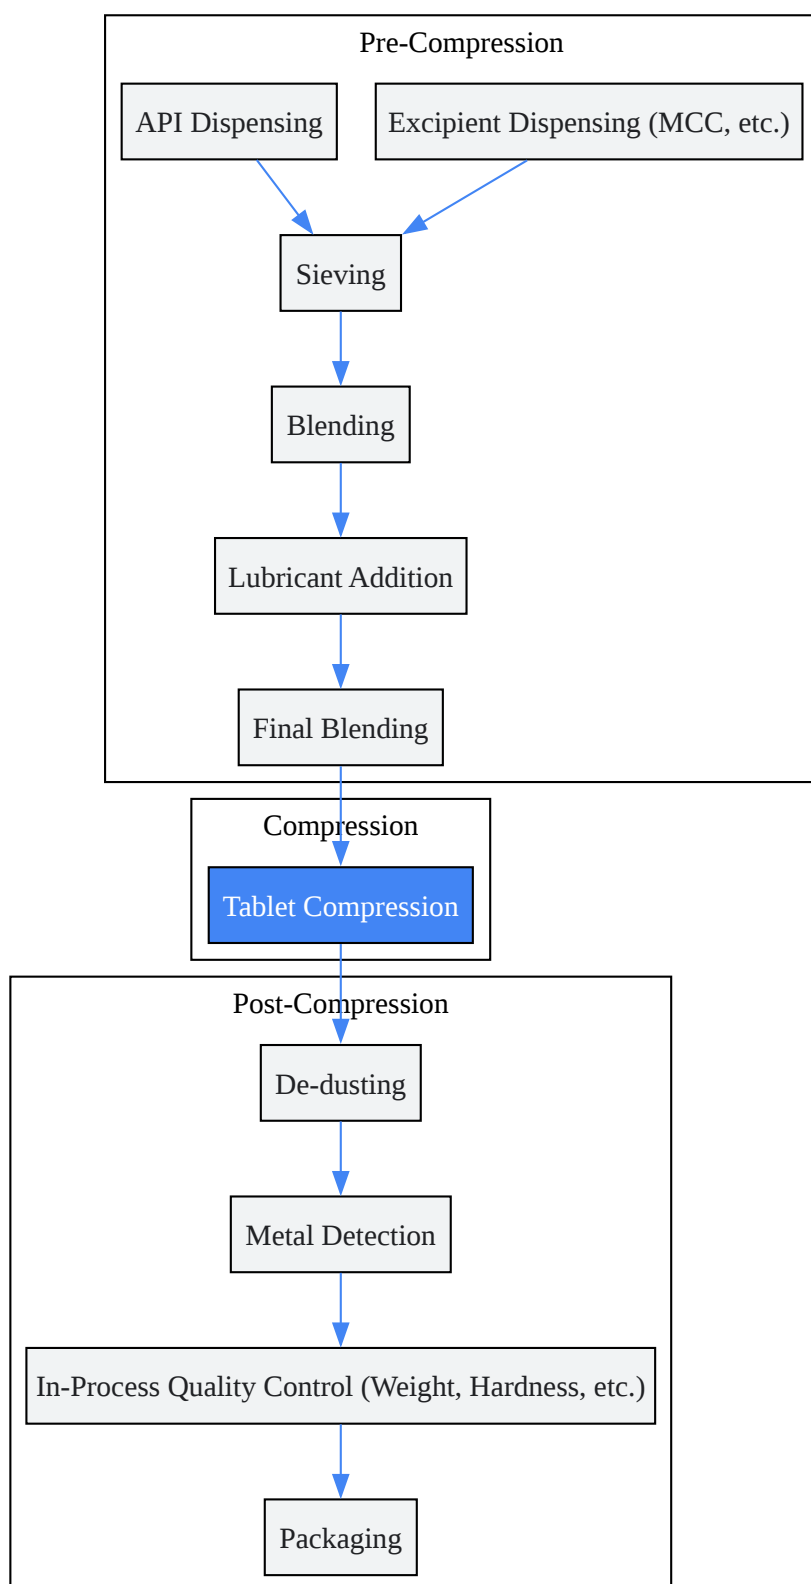 Pre-Compression
API Dispensing
Excipient Dispensing (MCC, etc.)
Sieving
Blending
Lubricant Addition
Final Blending
Compression
Tablet Compression
Post-Compression
De-dusting
Metal Detection
In-Process Quality Control (Weight, Hardness, etc.)
Packaging